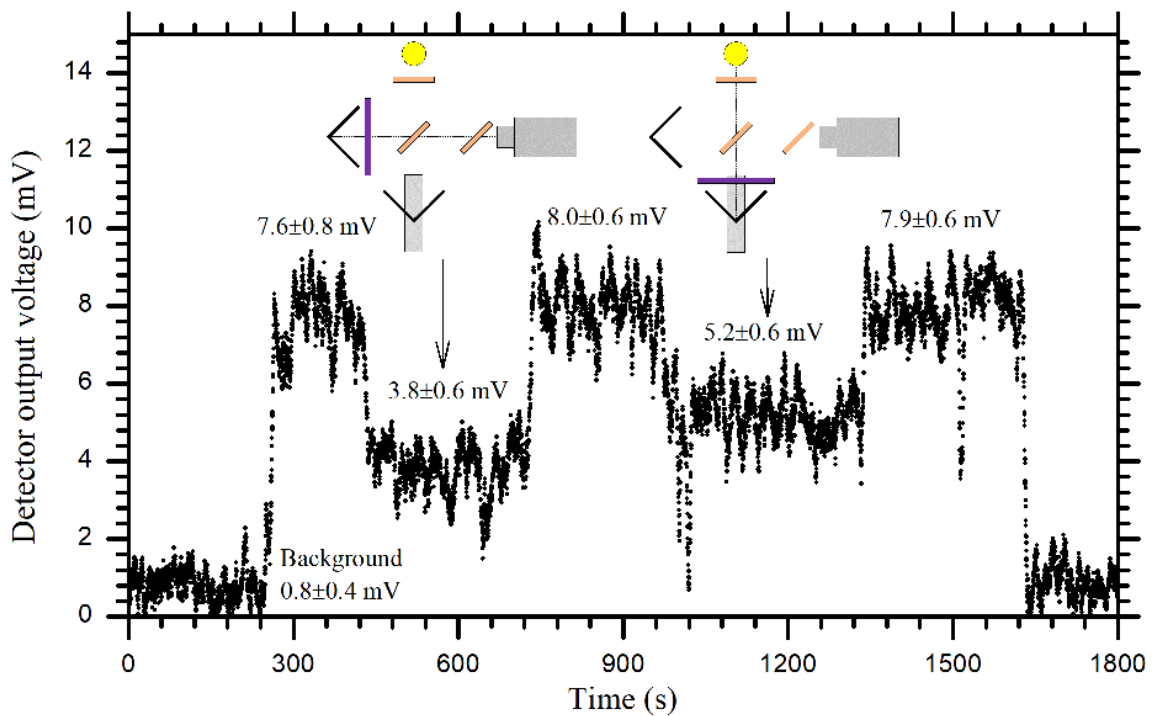 14
12
10
8
6
4
2
0
Detector output voltage (mV)
7.6±0.8 mV
8.0±0.6 mV
7.9±0.6 mV
5.2±0.6 mV
3.8±0.6 mV
Background
0.8±0.4 mV
0 300 600 900 1200 1500 1800
Time (s)